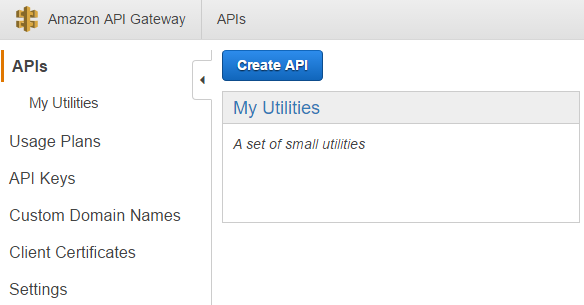 Amazon API Gateway
APIs
APIs
My Utilities
Usage Plans
API Keys
Custom Domain Names
Client Certificates
Settings
Create API
My Utilities
A set of small utilities